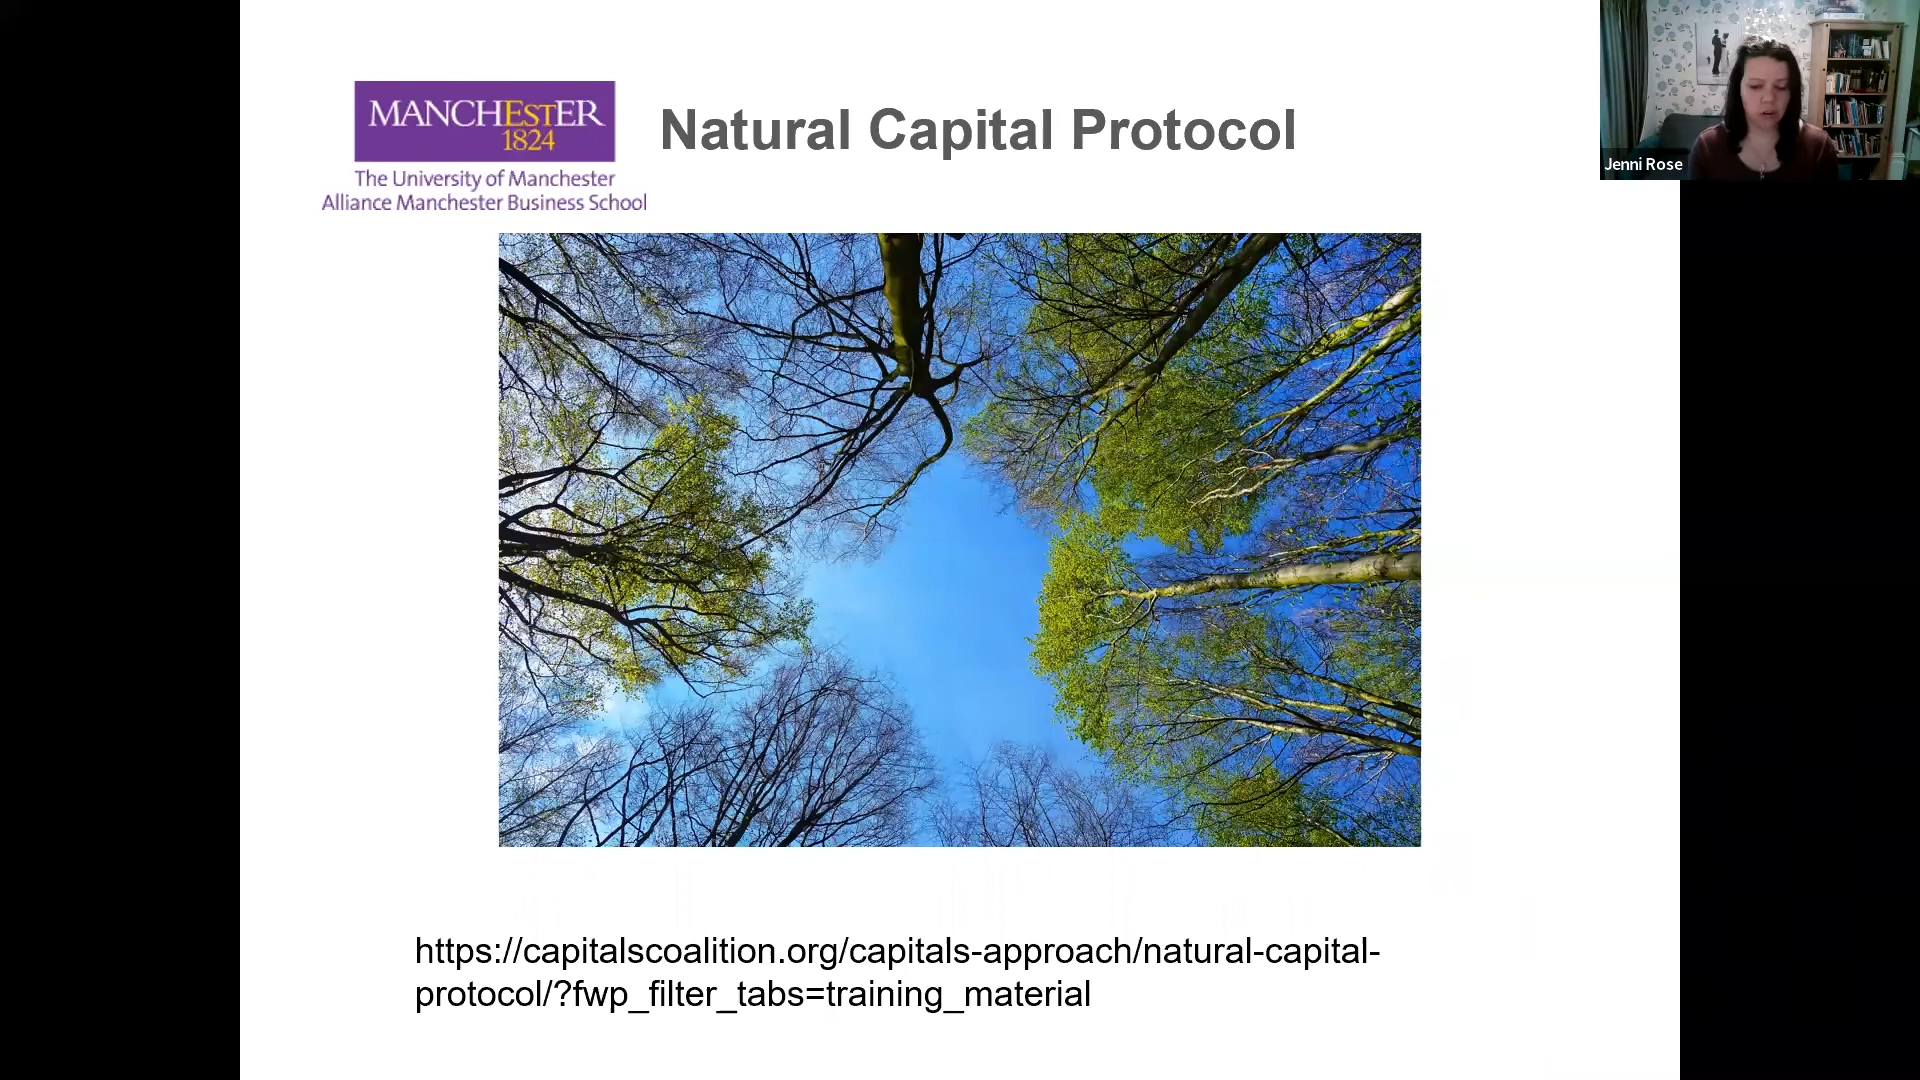 MANCHESTER
1824
The University of Manchester
Alliance Manchester Business School
Natural Capital Protocol
Jenni Rose
https://capitalscoalition.org/capitals-approach/natural-capital-
protocol/?fwp_filter_tabs=training_material